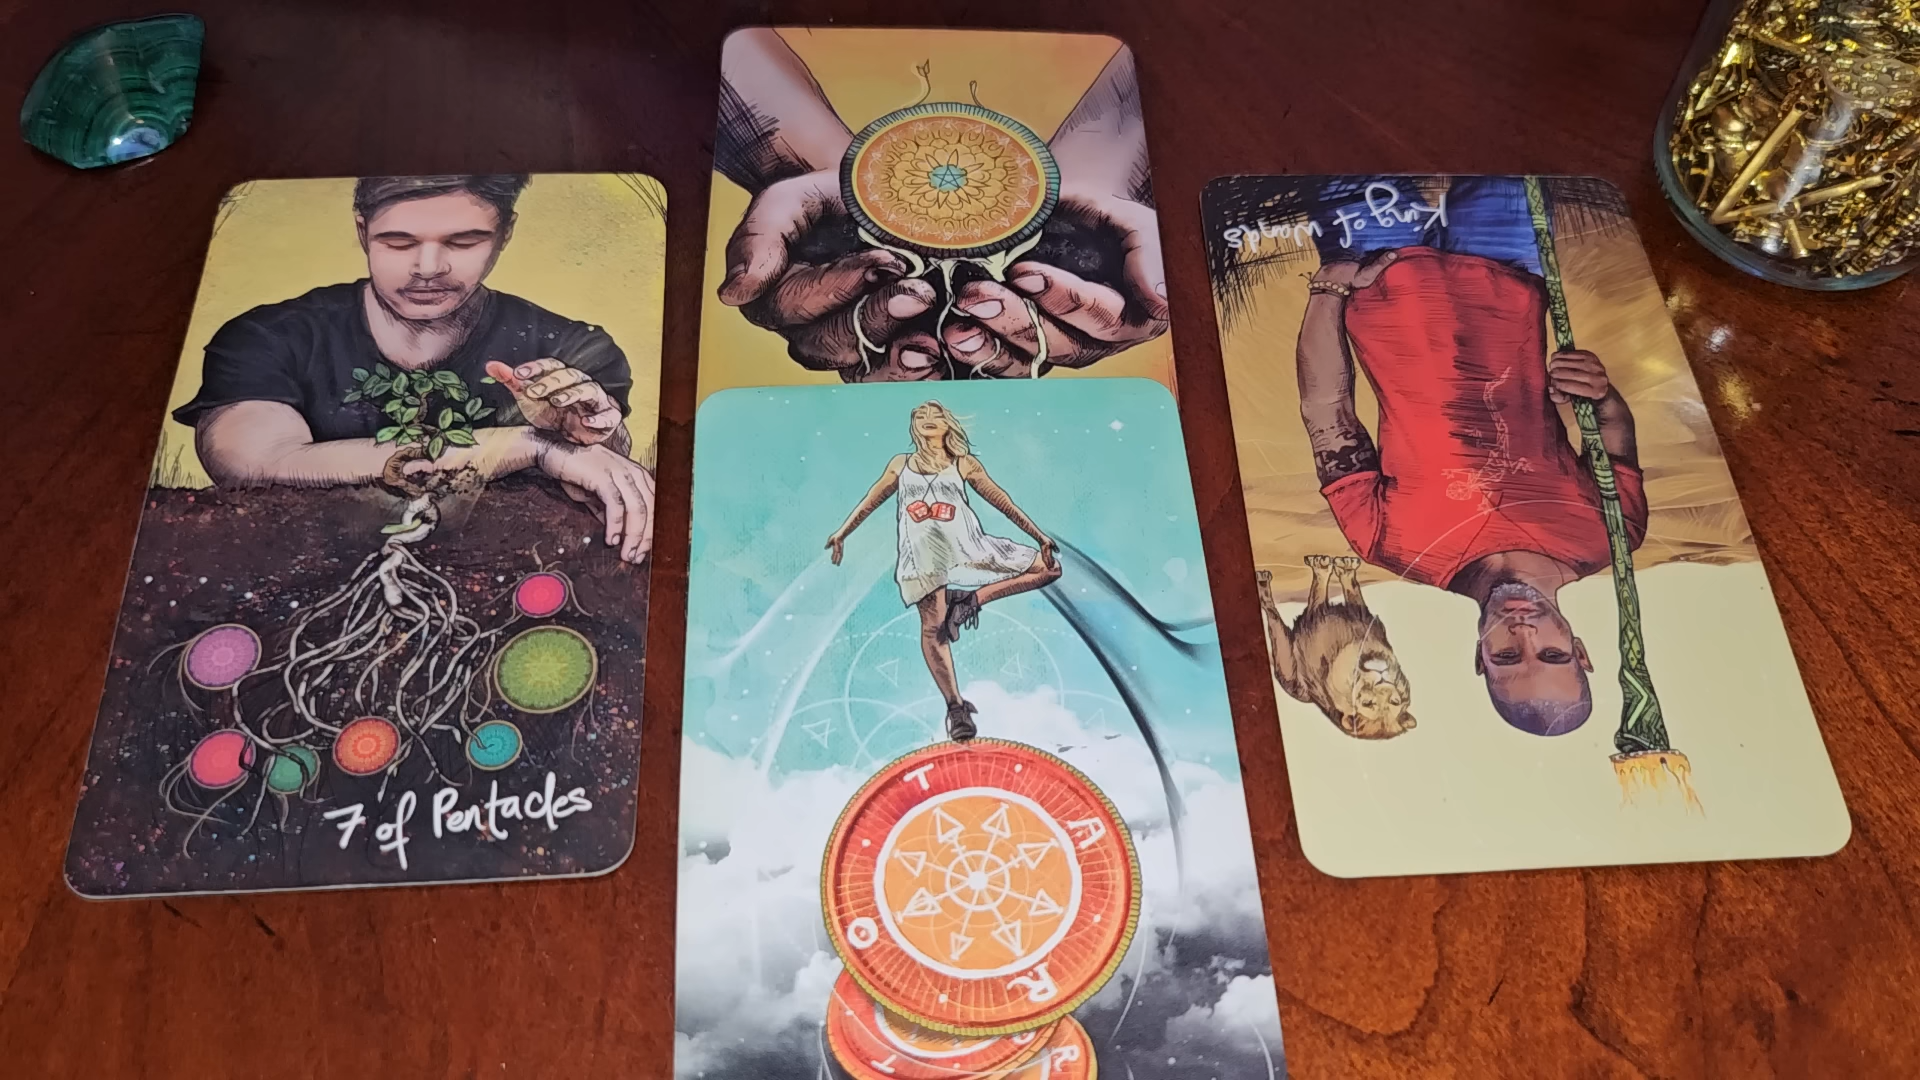 7 of Pentacles
King of Wands
T
A
R
O
T
R